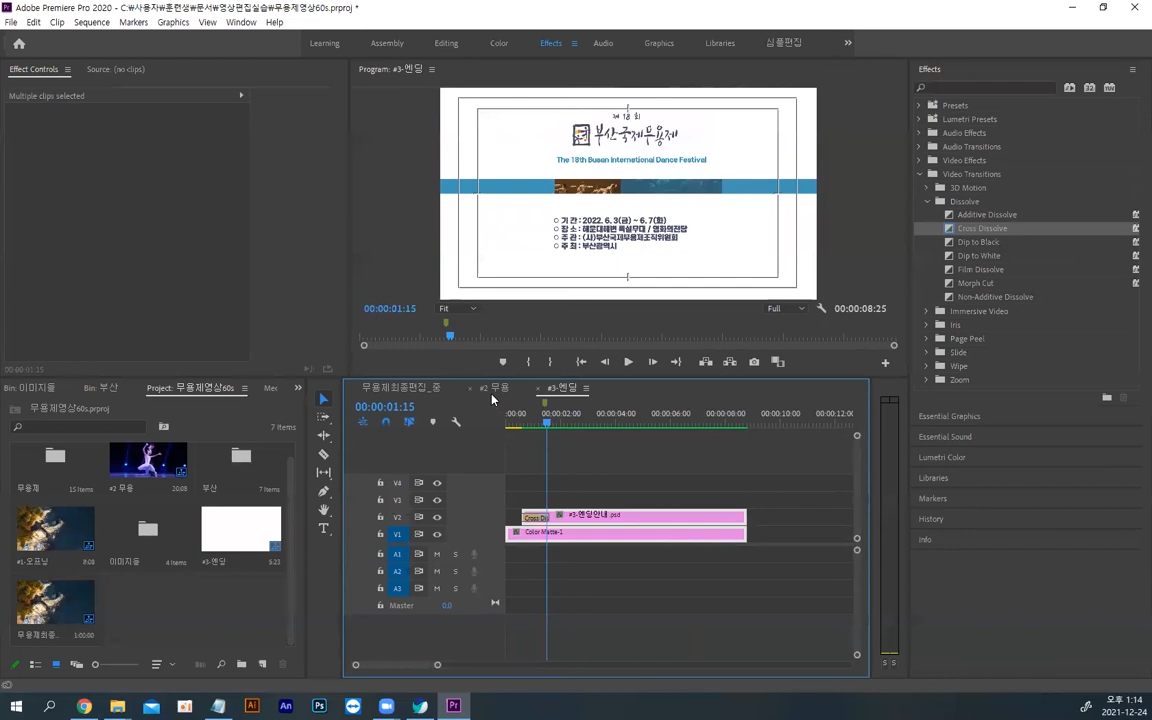 Adobe Premiere Pro 2020 - C:₩사용자₩훈련생₩문서₩영상편집실습₩무용제영상60s.prproj *
File Edit Clip Sequence Markers Graphics View Window Help
Learning Assembly Editing Color Effects Audio Graphics Libraries 심플편집
Effect Controls Source: (no clips)
Multiple clips selected
00:00:01:15
Program: #3-엔딩
제 18 회
부산국제무용제
The 18th Busan International Dance Festival
기 간 : 2022. 6. 3(금) ~ 6. 7(화)
장 소 : 해운대해변 특설무대 / 영화의전당
주 관 : (사)부산국제무용제조직위원회
주 최 : 부산광역시
00:00:01:15 Fit Full 00:00:08:25
Effects
Presets
Lumetri Presets
Audio Effects
Audio Transitions
Video Effects
Video Transitions
3D Motion
Dissolve
Additive Dissolve
Cross Dissolve
Dip to Black
Dip to White
Film Dissolve
Morph Cut
Non-Additive Dissolve
Immersive Video
Iris
Page Peel
Slide
Wipe
Zoom
Essential Graphics
Essential Sound
Lumetri Color
Libraries
Markers
History
Info
Bin: 이미지들 Bin: 부산 Project: 무용제영상60s Mec
무용제영상60s.prproj
7 Items
무용제 15 Items #2 무용 20:08 부산 7 Items
#1-오프닝 8:08 이미지들 4 Items #3-엔딩 5:23
무용제최종.. 1:00:00
무용제최종편집_중 × #2 무용 × #3-엔딩
00:00:01:15
:00:00 00:00:02:00 00:00:04:00 00:00:06:00 00:00:08:00 00:00:10:00 00:00:12:00
V4
V3
V2 Cross Dis #3-엔딩안내.psd
V1 Color Matte-1
A1 M S
A2 M S
A3 M S
Master 0.0
S S
Ai An Ps Pr
오후 1:14
2021-12-24